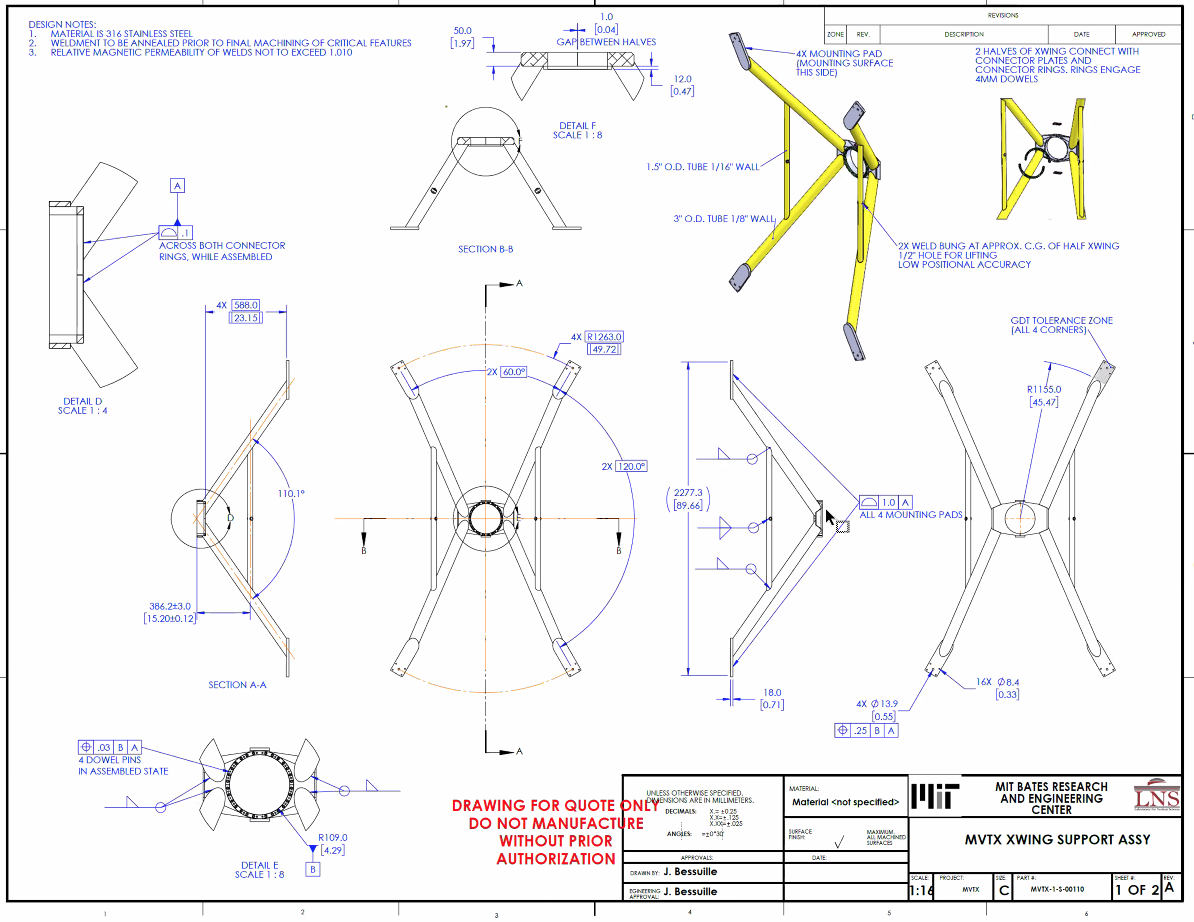 DESIGN NOTES:
1. MATERIAL IS 316 STAINLESS STEEL
2. WELDMENT TO BE ANNEALED PRIOR TO FINAL MACHINING OF CRITICAL FEATURES
3. RELATIVE MAGNETIC PERMEABILITY OF WELDS NOT TO EXCEED 1.010
50.0
[1.97]
1.0
[0.04]
GAP BETWEEN HALVES
12.0
[0.47]
DETAIL F
SCALE 1 : 8
REVISIONS
ZONE REV. DESCRIPTION DATE APPROVED
4X MOUNTING PAD
(MOUNTING SURFACE
THIS SIDE)
2 HALVES OF XWING CONNECT WITH
CONNECTOR PLATES AND
CONNECTOR RINGS. RINGS ENGAGE
4MM DOWELS
1.5" O.D. TUBE 1/16" WALL
3" O.D. TUBE 1/8" WALL
2X WELD BUNG AT APPROX. C.G. OF HALF XWING
1/2" HOLE FOR LIFTING
LOW POSITIONAL ACCURACY
A
.1
ACROSS BOTH CONNECTOR
RINGS, WHILE ASSEMBLED
DETAIL D
SCALE 1 : 4
F
SECTION B-B
4X 588.0
[23.15]
110.1°
D
386.2±3.0
[15.20±0.12]
SECTION A-A
A
4X R1263.0
[49.72]
2X 60.0°
2X 120.0°
F
B
B
A
(2277.3
[89.66])
1.0 A
ALL 4 MOUNTING PADS
18.0
[0.71]
GDT TOLERANCE ZONE
(ALL 4 CORNERS)
R1155.0
[45.47]
16X Ø8.4
[0.33]
4X Ø13.9
[0.55]
.25 B A
.03 B A
4 DOWEL PINS
IN ASSEMBLED STATE
R109.0
[4.29]
B
DETAIL E
SCALE 1 : 8
DRAWING FOR QUOTE ONLY
DO NOT MANUFACTURE
WITHOUT PRIOR
AUTHORIZATION
UNLESS OTHERWISE SPECIFIED,
DIMENSIONS ARE IN MILLIMETERS.
DECIMALS: X.= ±0.25
X.X=±.125
X.XX=±.025
ANGLES: =±0°30'
MATERIAL:
Material <not specified>
SURFACE
FINISH:
MAXIMUM,
ALL MACHINED
SURFACES
APPROVALS: DATE:
DRAWN BY: J. Bessuille
EGINEERING
APPROVAL: J. Bessuille
MIT
MIT BATES RESEARCH
AND ENGINEERING
CENTER
LNS
MVTX XWING SUPPORT ASSY
SCALE: PROJECT: SIZE: PART #: SHEET #: REV:
1:16 MVTX C MVTX-1-S-00110 1 OF 2 A
1 2 3 4 5 6